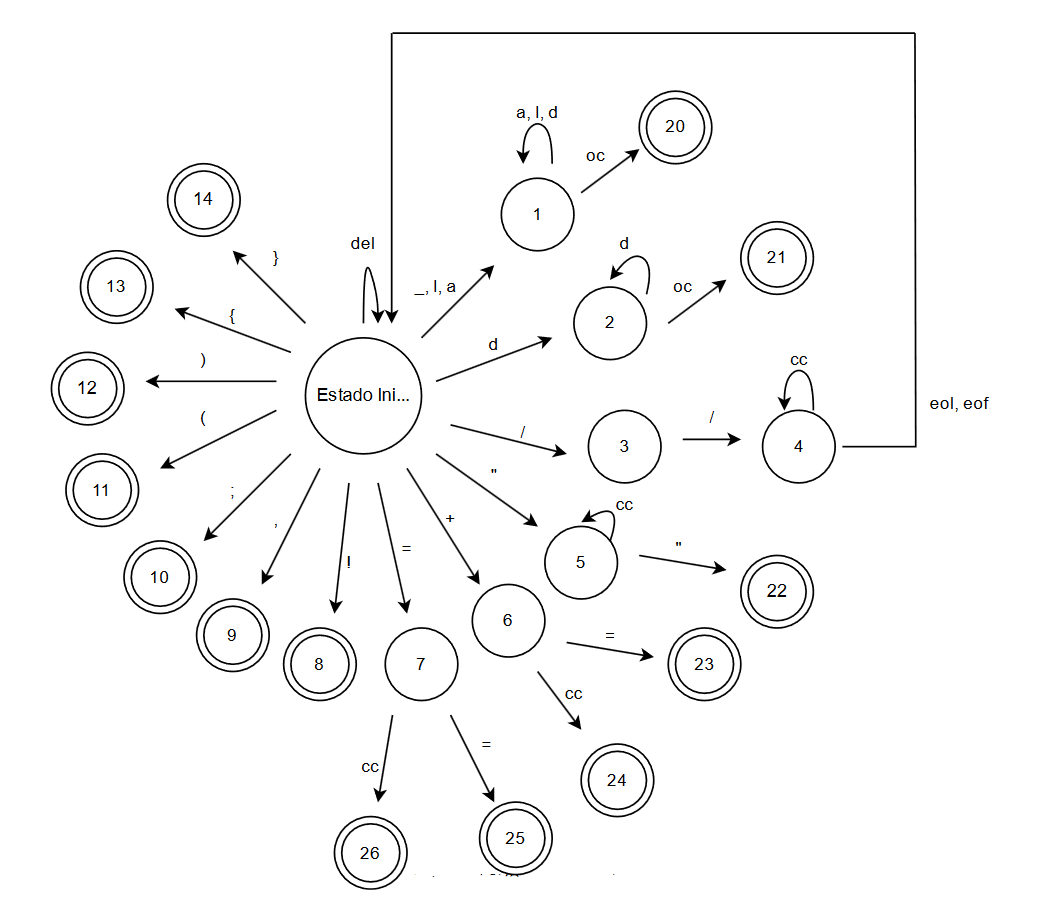 a, l, d
20
oc
14
1
del
}
d
21
13
_, l, a
oc
{
2
d
)
cc
12
Estado Ini...
eol, eof
(
/
/
3
4
"
11
;
cc
,
+
"
=
!
5
10
22
6
9
=
8
7
23
cc
=
cc
24
25
26